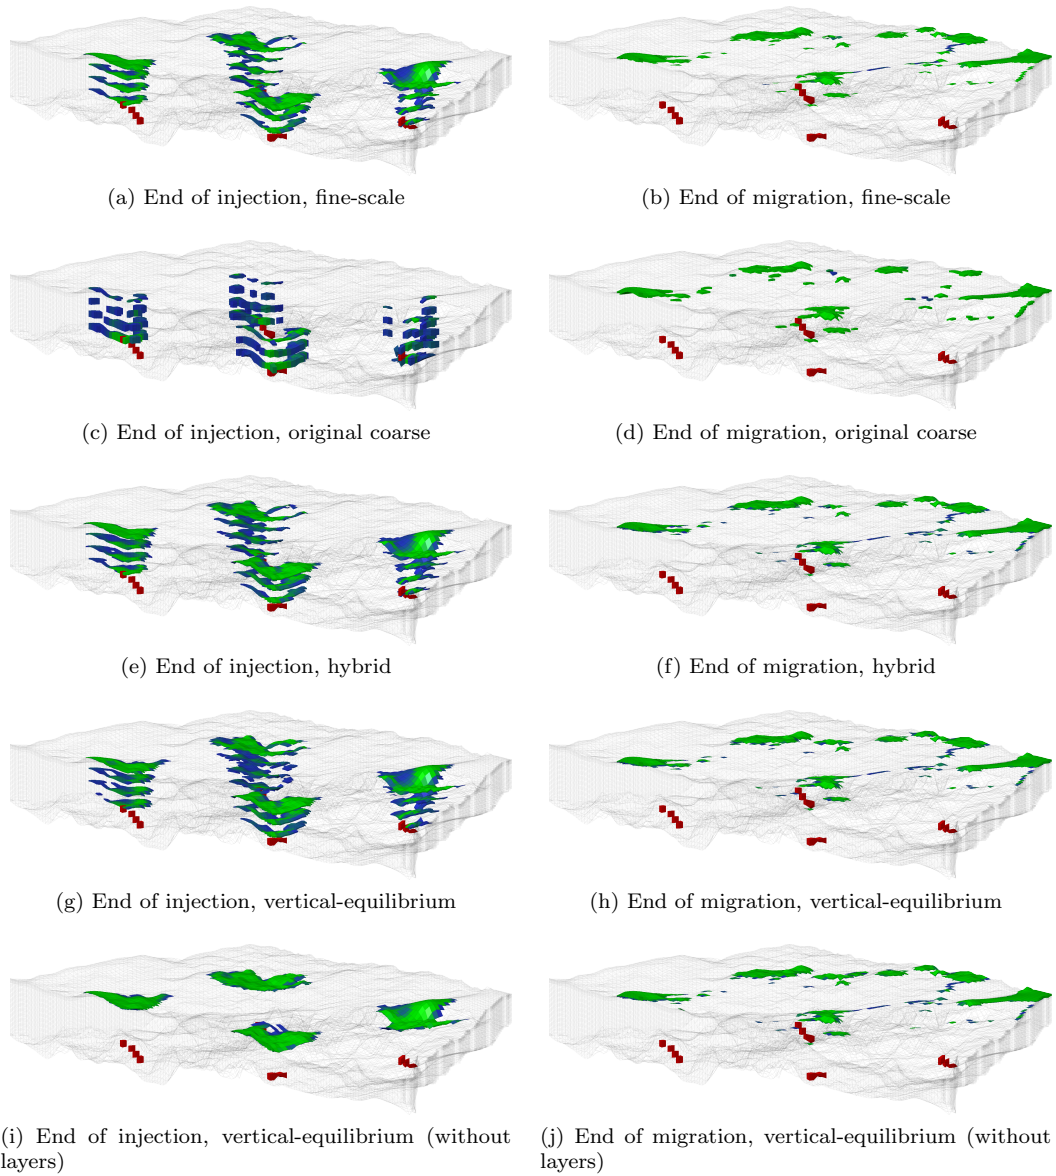 (a) End of injection, fine-scale
(b) End of migration, fine-scale
(c) End of injection, original coarse
(d) End of migration, original coarse
(e) End of injection, hybrid
(f) End of migration, hybrid
(g) End of injection, vertical-equilibrium
(h) End of migration, vertical-equilibrium
(i) End of injection, vertical-equilibrium (without
layers)
(j) End of migration, vertical-equilibrium (without
layers)